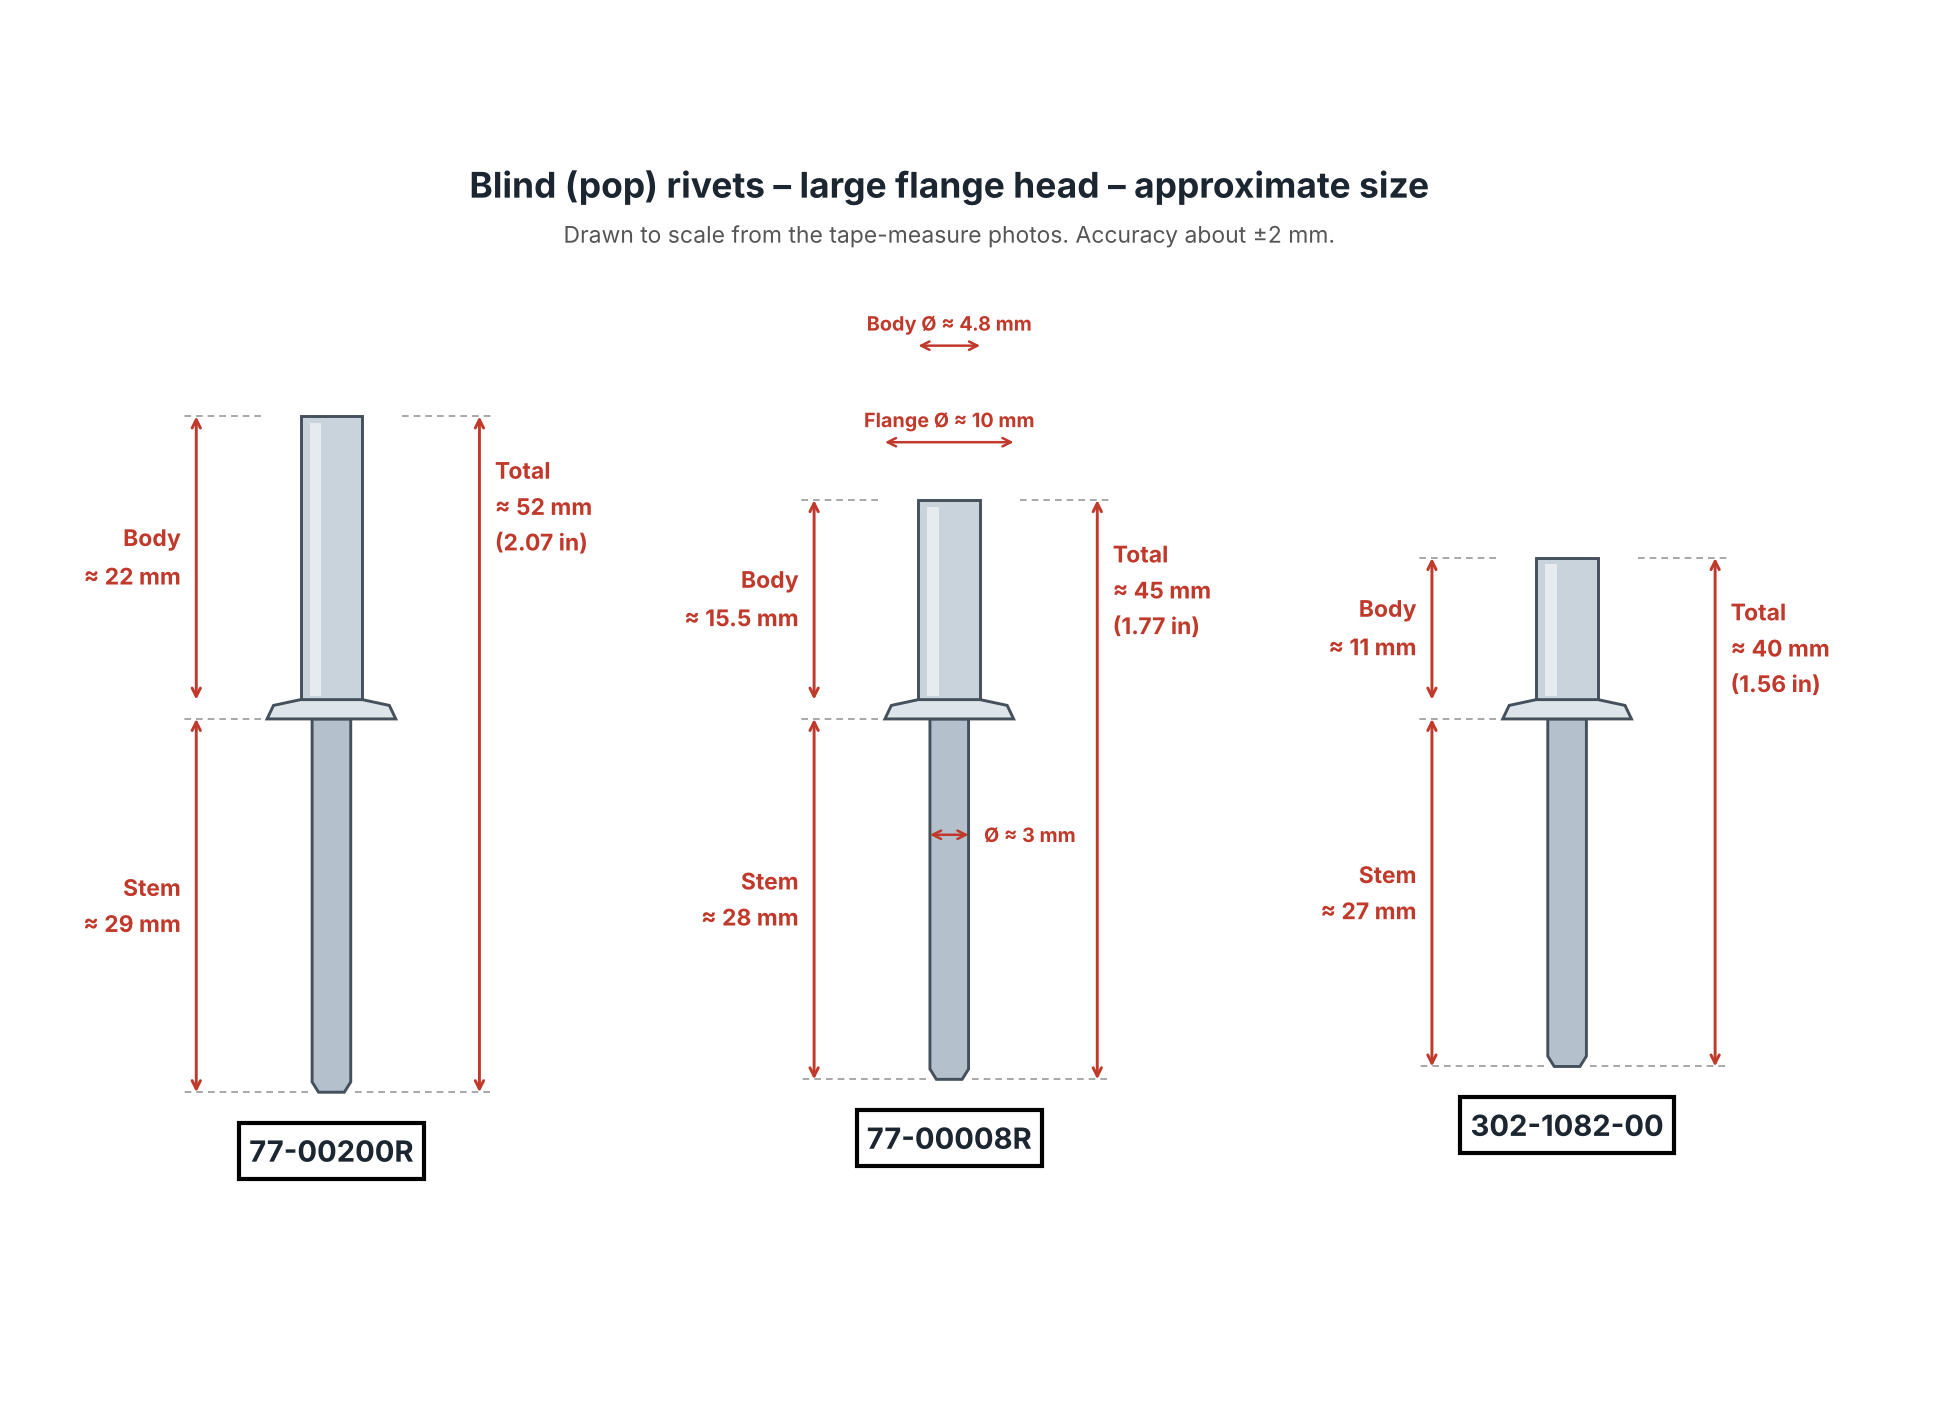 Blind (pop) rivets – large flange head – approximate size
Drawn to scale from the tape-measure photos. Accuracy about ±2 mm.
Body
≈ 22 mm
Stem
≈ 29 mm
Total
≈ 52 mm
(2.07 in)
77-00200R
Body Ø ≈ 4.8 mm
Flange Ø ≈ 10 mm
Body
≈ 15.5 mm
Stem
≈ 28 mm
Ø ≈ 3 mm
Total
≈ 45 mm
(1.77 in)
77-00008R
Body
≈ 11 mm
Stem
≈ 27 mm
Total
≈ 40 mm
(1.56 in)
302-1082-00